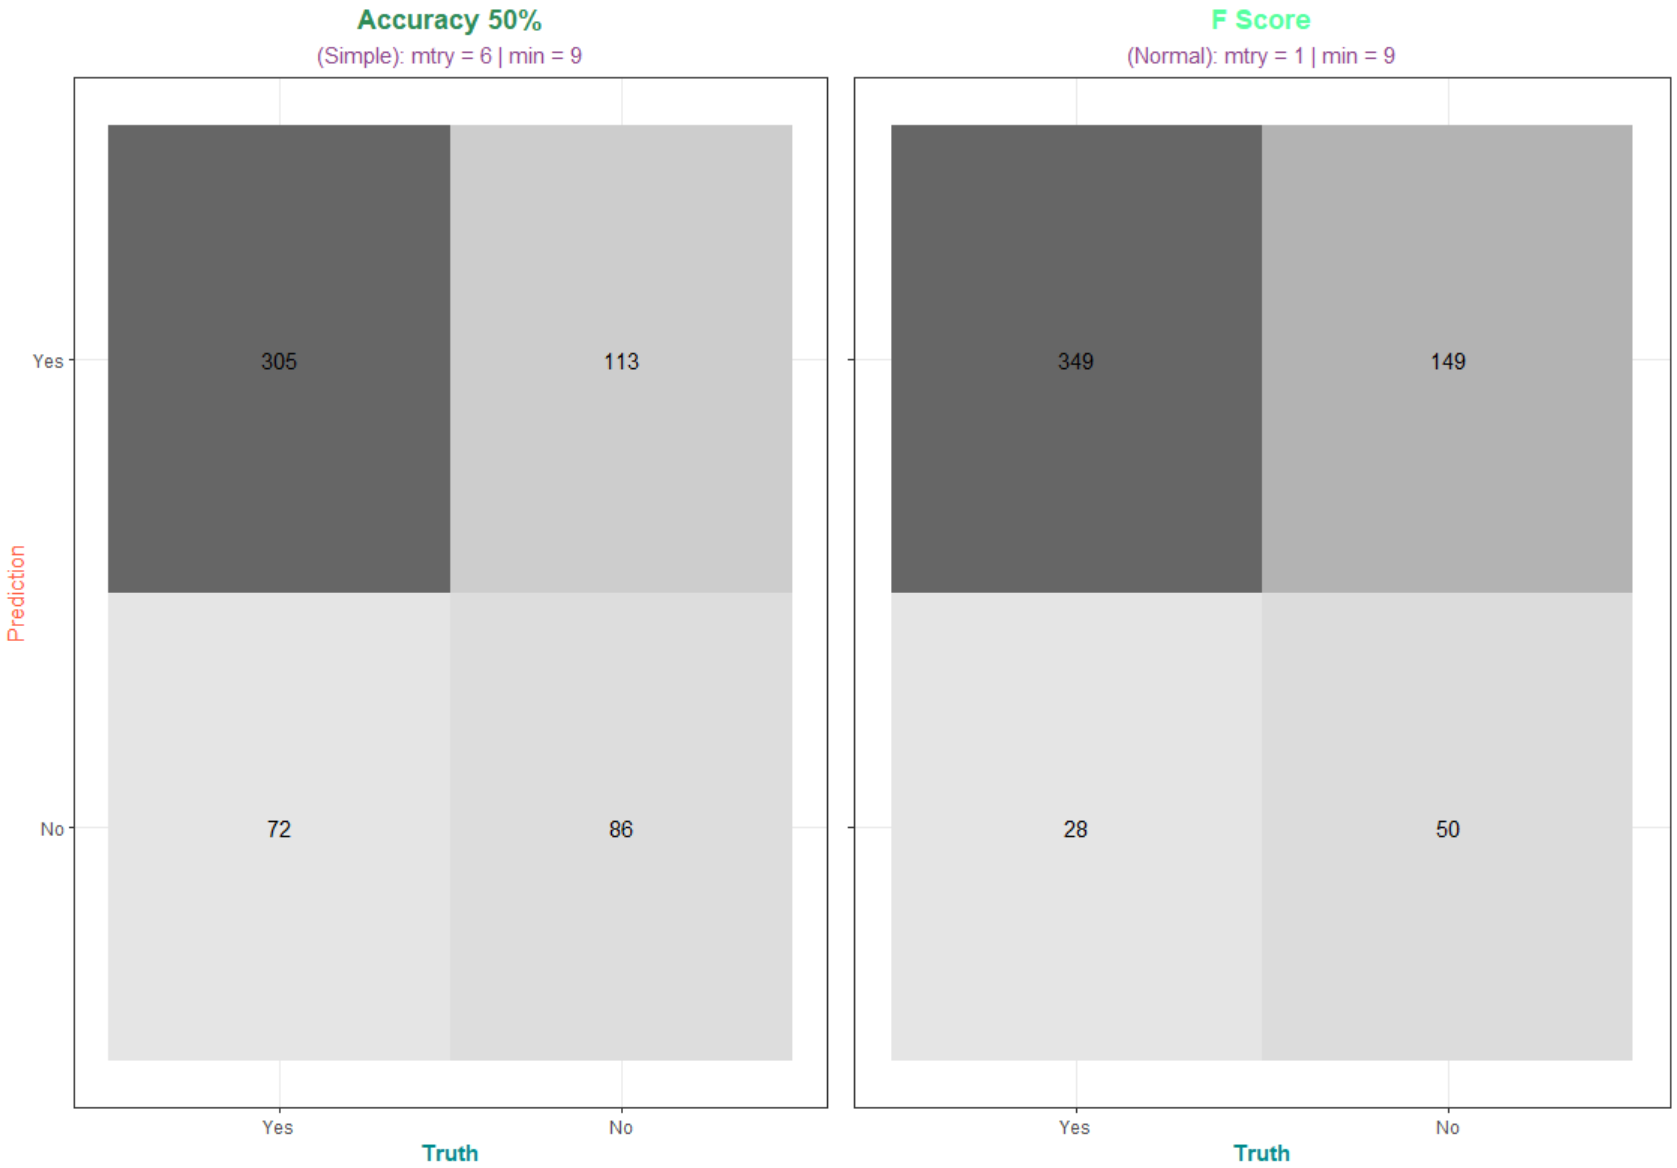 Accuracy 50%
(Simple): mtry = 6 | min = 9
Prediction
Yes
No
305
113
72
86
Yes
No
Truth
F Score
(Normal): mtry = 1 | min = 9
349
149
28
50
Yes
No
Truth